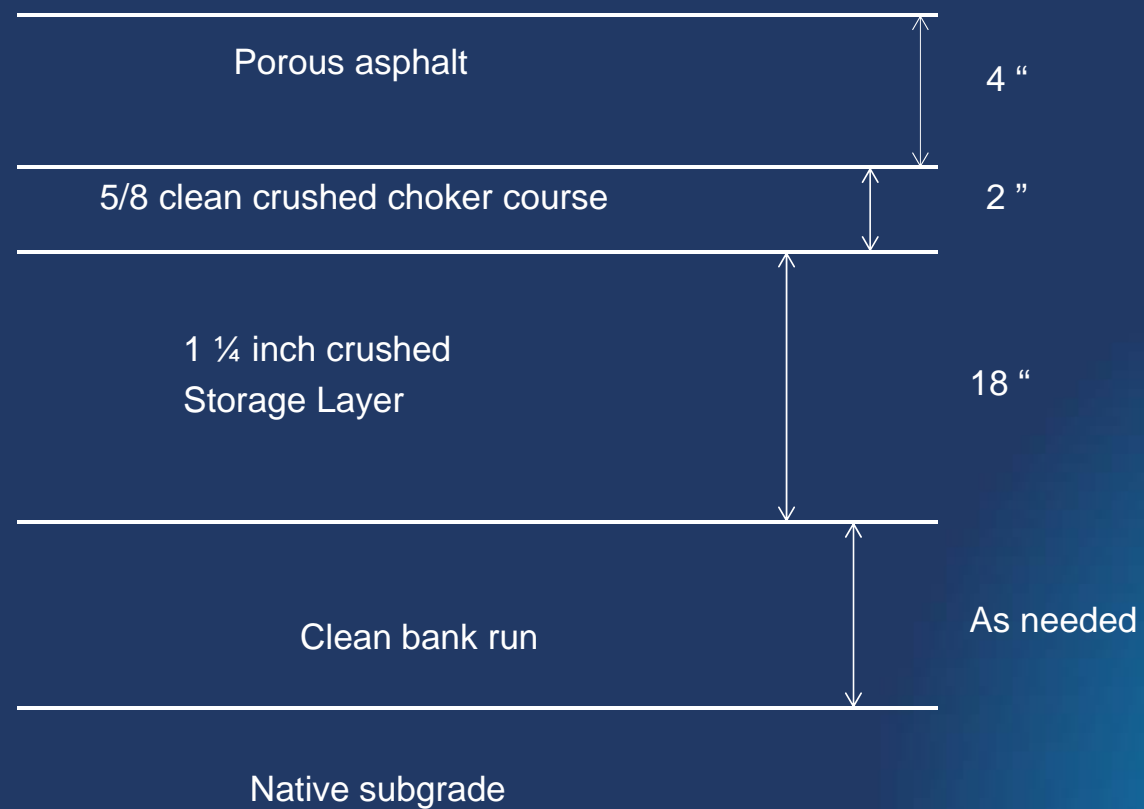 Porous asphalt
4 “
5/8 clean crushed choker course
2 ”
1 ¼ inch crushed
Storage Layer
18 “
Clean bank run
As needed
Native subgrade